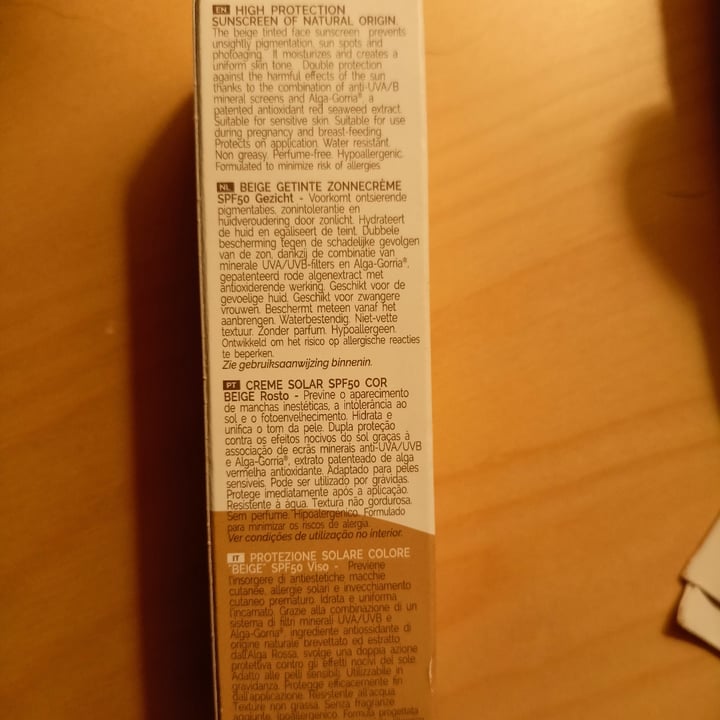 EN HIGH PROTECTION
SUNSCREEN OF NATURAL ORIGIN.
The beige tinted face sunscreen prevents
unsightly pigmentation, sun spots and
photoaging. It moisturizes and creates a
uniform skin tone. Double protection
against the harmful effects of the sun
thanks to the combination of anti-UVA/B
mineral screens and Alga-Gorria®, a
patented antioxidant red seaweed extract.
Suitable for sensitive skin. Suitable for use
during pregnancy and breast-feeding.
Protects on application. Water resistant.
Non greasy. Perfume-free. Hypoallergenic.
Formulated to minimize risk of allergies.
NL BEIGE GETINTE ZONNECRÈME
SPF50 Gezicht - Voorkomt ontsierende
pigmentaties, zonintolerantie en
huidveroudering door zonlicht. Hydrateert
de huid en egaliseert de teint. Dubbele
bescherming tegen de schadelijke gevolgen
van de zon, dankzij de combinatie van
minerale UVA/UVB-filters en Alga-Gorria®,
gepatenteerd rode algenextract met
antioxiderende werking. Geschikt voor de
gevoelige huid. Geschikt voor zwangere
vrouwen. Beschermt meteen vanaf het
aanbrengen. Waterbestendig. Niet-vette
textuur. Zonder parfum. Hypoallergeen.
Ontwikkeld om het risico op allergische reacties
te beperken.
Zie gebruiksaanwijzing binnenin.
PT CREME SOLAR SPF50 COR
BEIGE Rosto - Previne o aparecimento
de manchas inestéticas, a intolerância ao
sol e o fotoenvelhecimento. Hidrata e
unifica o tom da pele. Dupla proteção
contra os efeitos nocivos do sol graças à
associação de ecrãs minerais anti-UVA/UVB
e Alga-Gorria®, extrato patenteado de alga
vermelha antioxidante. Adaptado para peles
sensíveis. Pode ser utilizado por grávidas.
Protege imediatamente após a aplicação.
Resistente à água. Textura não gordurosa.
Sem perfume. Hipoalergénico. Formulado
para minimizar os riscos de alergia.
Ver condições de utilização no interior.
IT PROTEZIONE SOLARE COLORE
"BEIGE" SPF50 Viso - Previene
l'insorgere di antiestetiche macchie
cutanee, allergie solari e invecchiamento
cutaneo prematuro. Idrata e uniforma
l'incarnato. Grazie alla combinazione di un
sistema di filtri minerali UVA/UVB e
Alga-Gorria®, ingrediente antiossidante di
origine naturale brevettato ed estratto
dall'Alga Rossa, svolge una doppia azione
protettiva contro gli effetti nocivi del sole.
Adatto alle pelli sensibili. Utilizzabile in
gravidanza. Protegge efficacemente fin
dall'applicazione. Resistente all'acqua.
Texture non grassa. Senza fragranze
aggiunte, ipoallergenico. Formula progettata